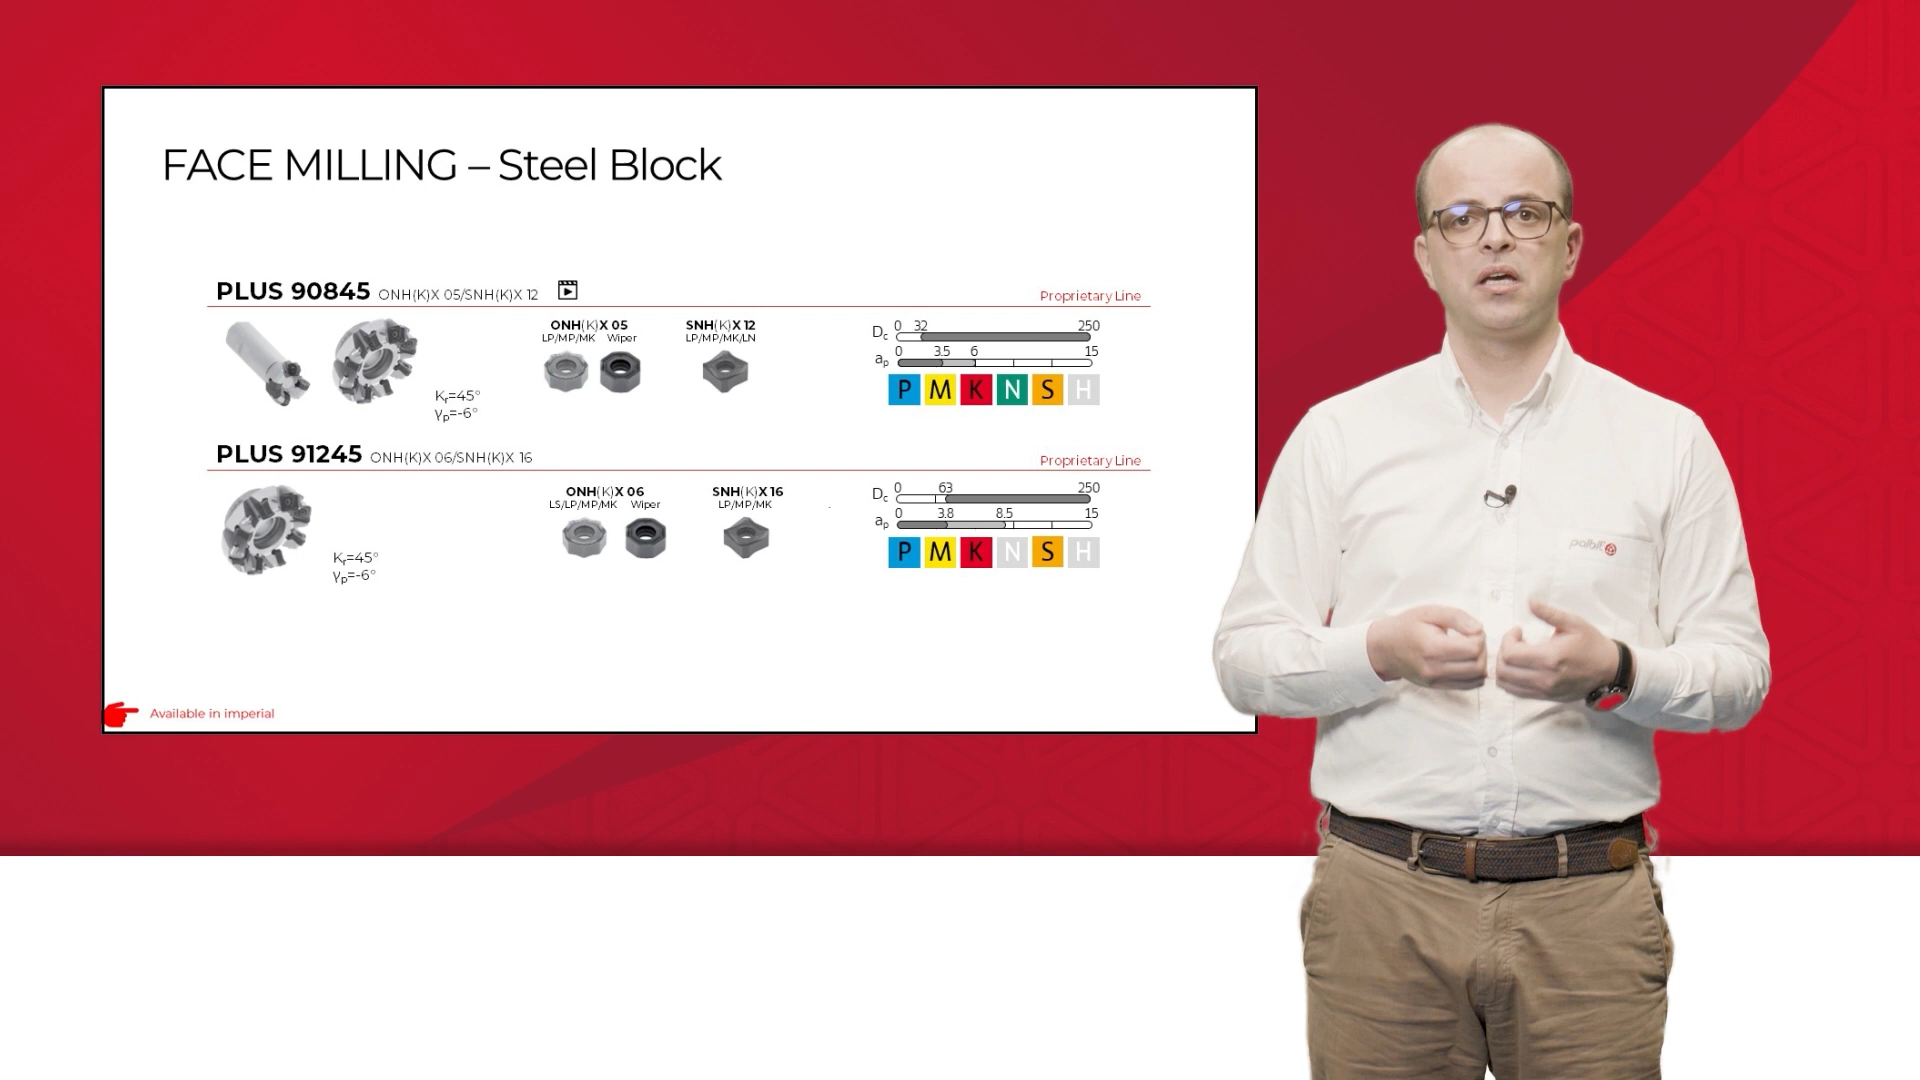 FACE MILLING – Steel Block
PLUS 90845 ONH(K)X 05/SNH(K)X 12
Proprietary Line
ONH(K)X 05
LP/MP/MK Wiper
SNH(K)X 12
LP/MP/MK/LN
Kr=45°
γp=-6°
Dc 0 32 250
ap 0 3.5 6 15
P M K N S H
PLUS 91245 ONH(K)X 06/SNH(K)X 16
Proprietary Line
ONH(K)X 06
LS/LP/MP/MK Wiper
SNH(K)X 16
LP/MP/MK
Kr=45°
γp=-6°
Dc 0 63 250
ap 0 3.8 8.5 15
P M K N S H
Available in imperial
palbit